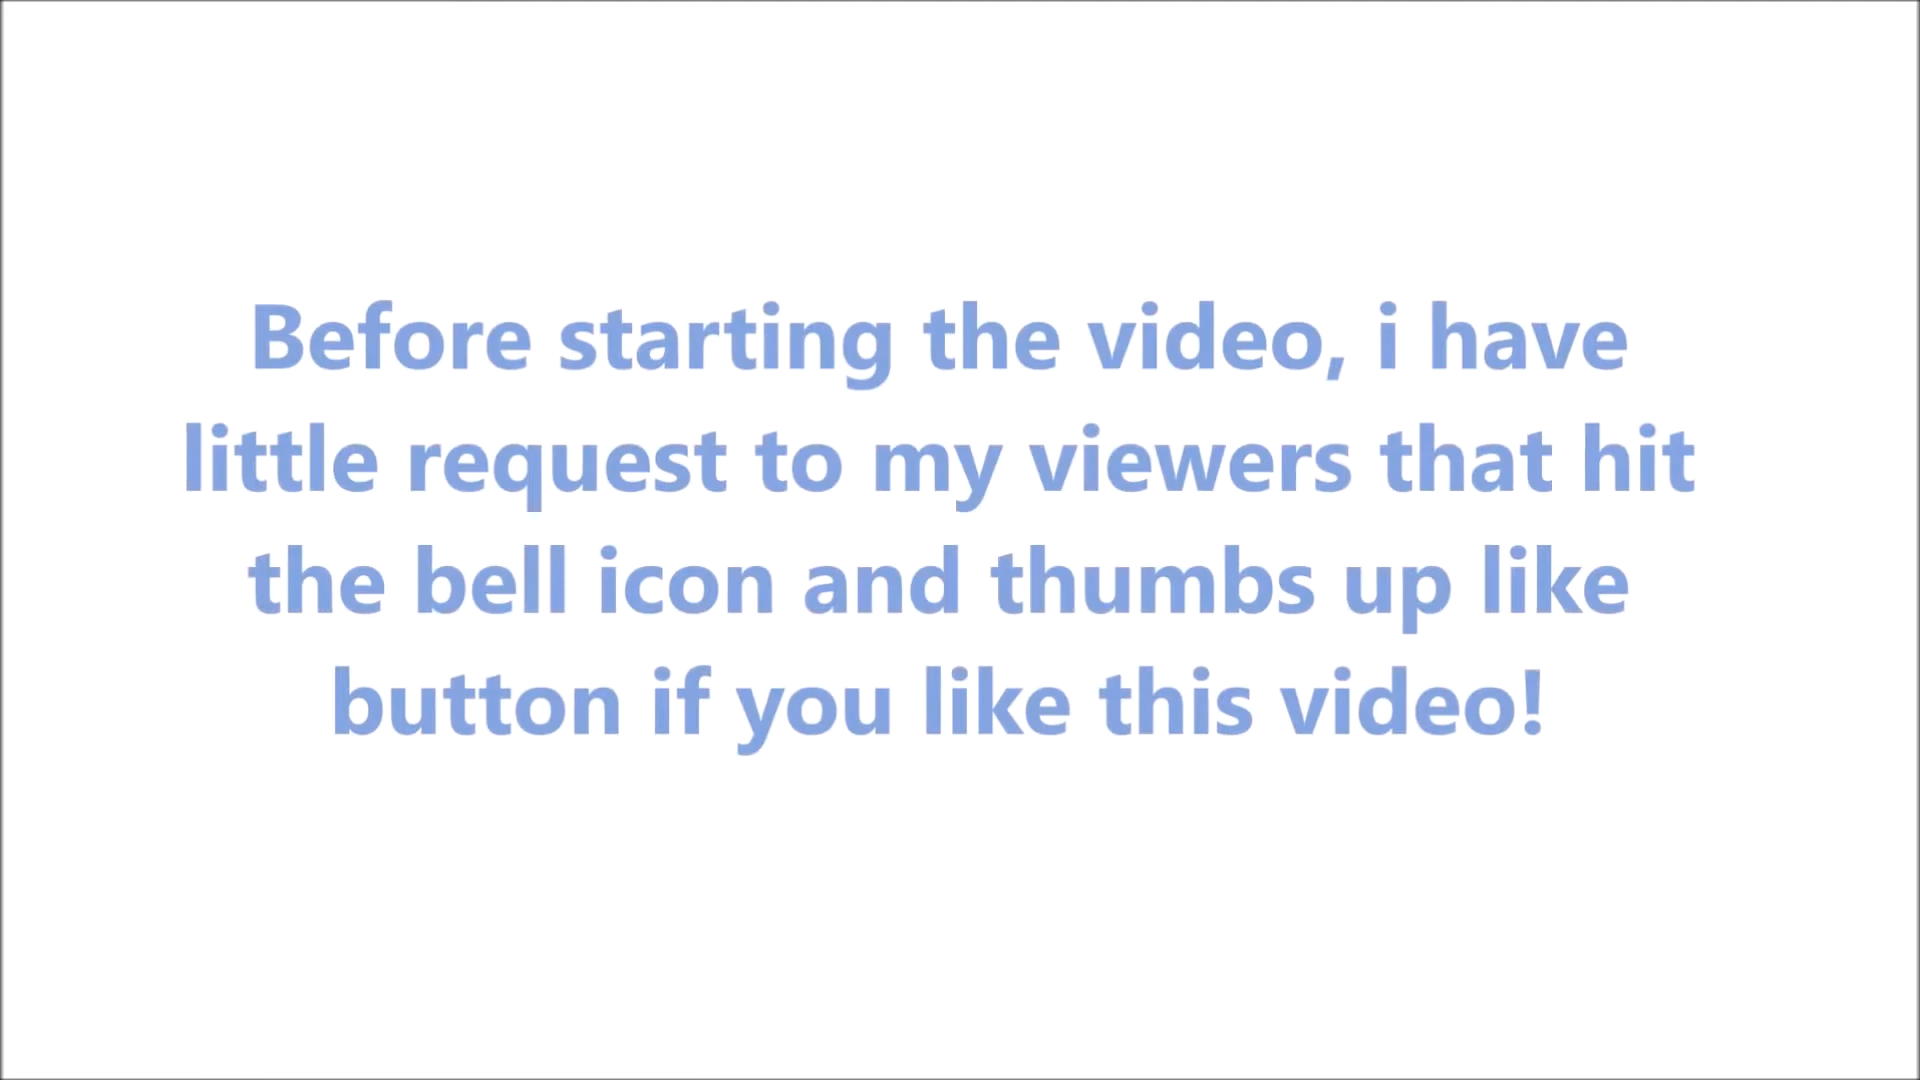 Before starting the video, i have
little request to my viewers that hit
the bell icon and thumbs up like
button if you like this video!